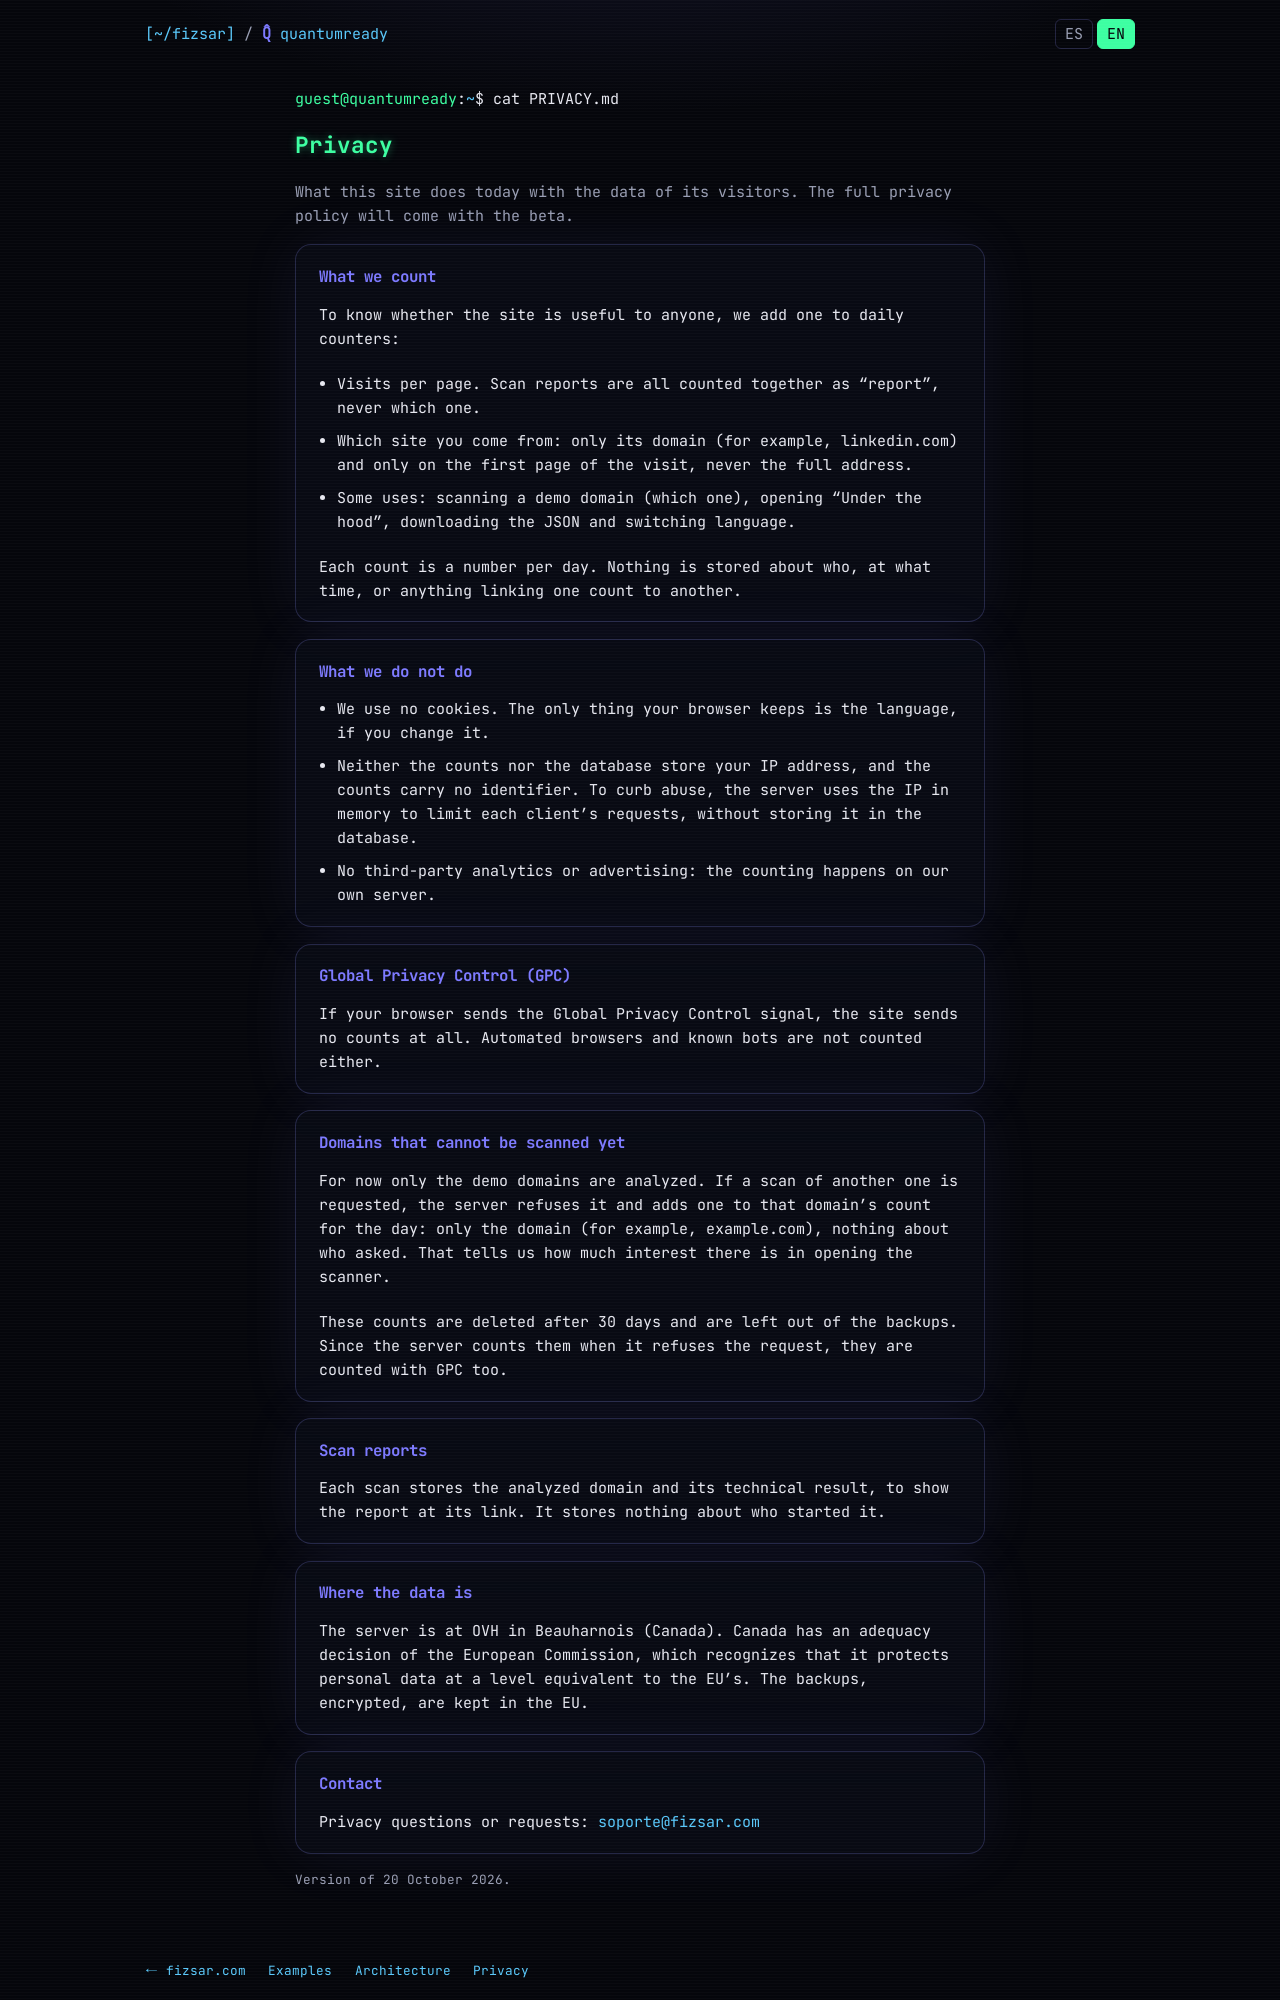 [~/fizsar] / Q quantumready
ES EN
guest@quantumready:~$ cat PRIVACY.md
Privacy
What this site does today with the data of its visitors. The full privacy
policy will come with the beta.
What we count
To know whether the site is useful to anyone, we add one to daily
counters:
• Visits per page. Scan reports are all counted together as “report”,
never which one.
• Which site you come from: only its domain (for example, linkedin.com)
and only on the first page of the visit, never the full address.
• Some uses: scanning a demo domain (which one), opening “Under the
hood”, downloading the JSON and switching language.
Each count is a number per day. Nothing is stored about who, at what
time, or anything linking one count to another.
What we do not do
• We use no cookies. The only thing your browser keeps is the language,
if you change it.
• Neither the counts nor the database store your IP address, and the
counts carry no identifier. To curb abuse, the server uses the IP in
memory to limit each client’s requests, without storing it in the
database.
• No third-party analytics or advertising: the counting happens on our
own server.
Global Privacy Control (GPC)
If your browser sends the Global Privacy Control signal, the site sends
no counts at all. Automated browsers and known bots are not counted
either.
Domains that cannot be scanned yet
For now only the demo domains are analyzed. If a scan of another one is
requested, the server refuses it and adds one to that domain’s count
for the day: only the domain (for example, example.com), nothing about
who asked. That tells us how much interest there is in opening the
scanner.
These counts are deleted after 30 days and are left out of the backups.
Since the server counts them when it refuses the request, they are
counted with GPC too.
Scan reports
Each scan stores the analyzed domain and its technical result, to show
the report at its link. It stores nothing about who started it.
Where the data is
The server is at OVH in Beauharnois (Canada). Canada has an adequacy
decision of the European Commission, which recognizes that it protects
personal data at a level equivalent to the EU’s. The backups,
encrypted, are kept in the EU.
Contact
Privacy questions or requests: soporte@fizsar.com
Version of 20 October 2026.
← fizsar.com Examples Architecture Privacy